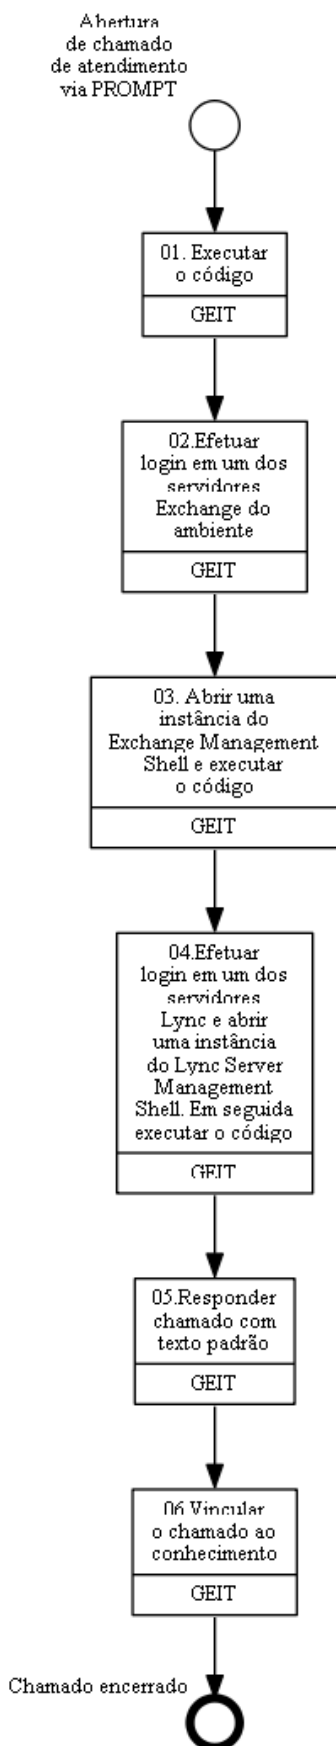 Abertura
de chamado
de atendimento
via PROMPT
01. Executar
o código
GEIT
02.Efetuar
login em um dos
servidores
Exchange do
ambiente
GEIT
03. Abrir uma
instância do
Exchange Management
Shell e executar
o código
GEIT
04.Efetuar
login em um dos
servidores
Lync e abrir
uma instância
do Lync Server
Management
Shell. Em seguida
executar o código
GEIT
05.Responder
chamado com
texto padrão
GEIT
06.Vincular
o chamado ao
conhecimento
GEIT
Chamado encerrado